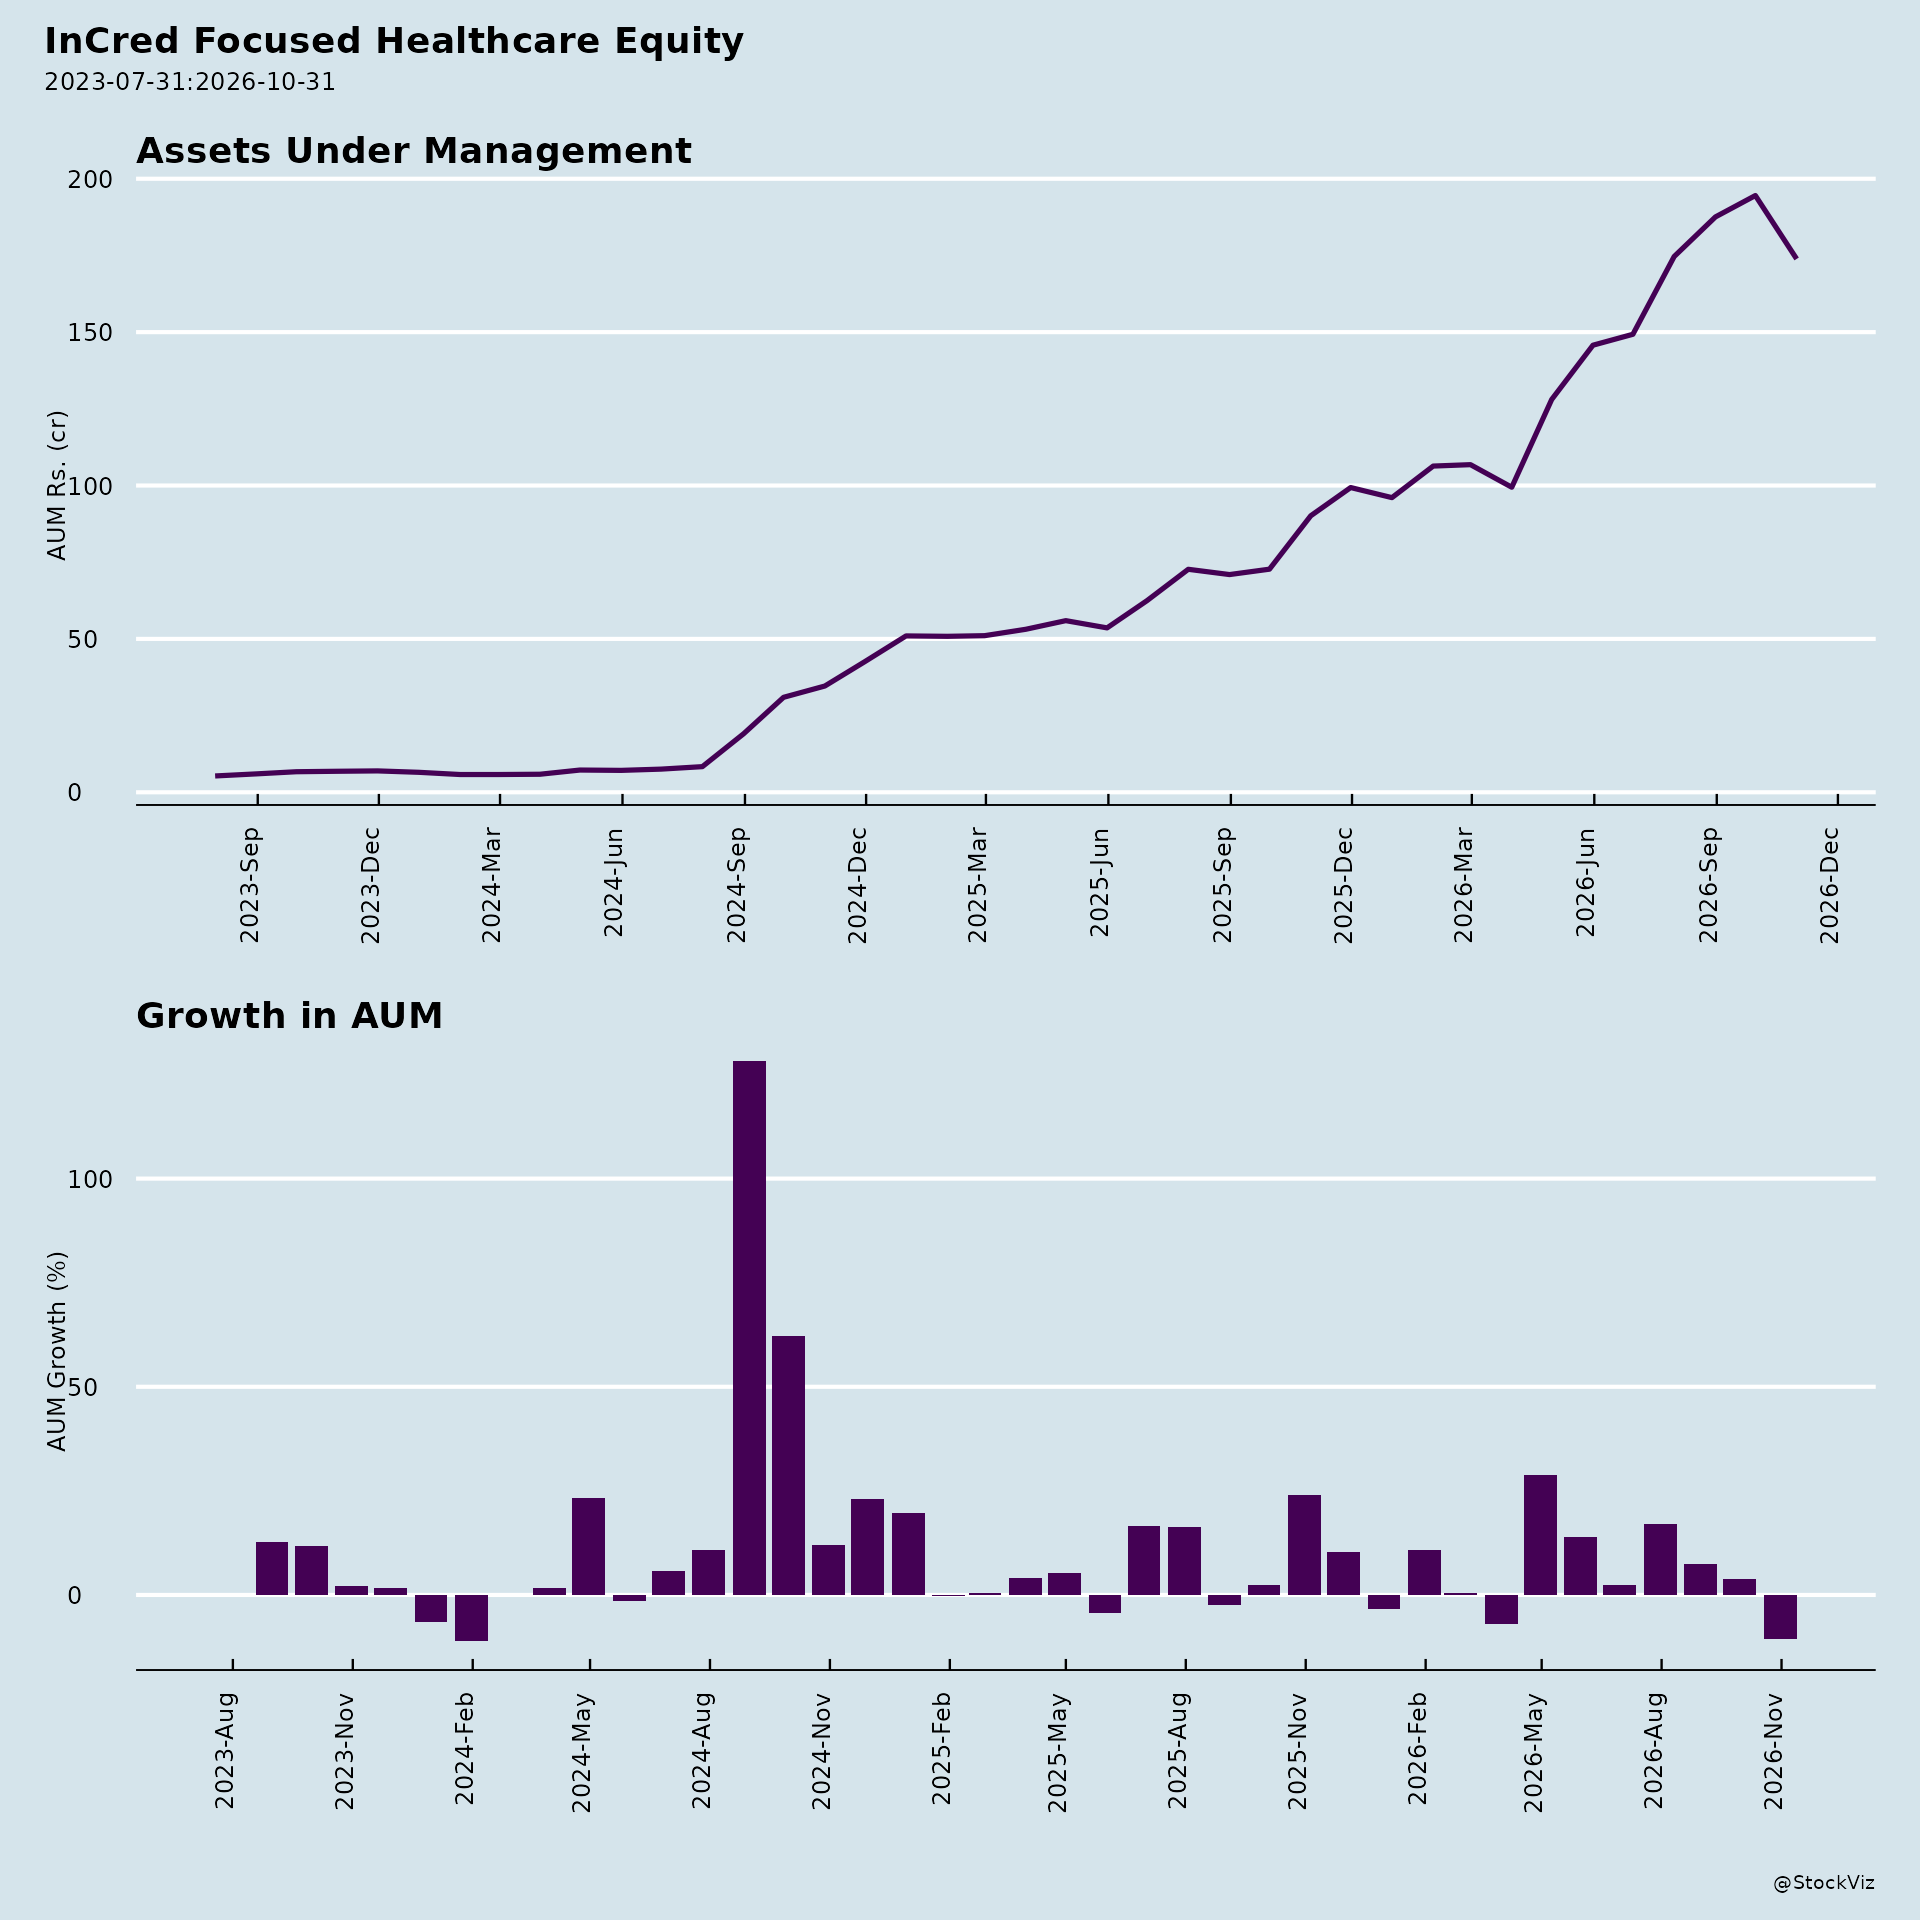 InCred Focused Healthcare Equity
2023-07-31:2026-10-31
Assets Under Management
AUM Rs. (cr)
200
150
100
50
0
2023-Sep
2023-Dec
2024-Mar
2024-Jun
2024-Sep
2024-Dec
2025-Mar
2025-Jun
2025-Sep
2025-Dec
2026-Mar
2026-Jun
2026-Sep
2026-Dec
Growth in AUM
AUM Growth (%)
100
50
0
2023-Aug
2023-Nov
2024-Feb
2024-May
2024-Aug
2024-Nov
2025-Feb
2025-May
2025-Aug
2025-Nov
2026-Feb
2026-May
2026-Aug
2026-Nov
@StockViz